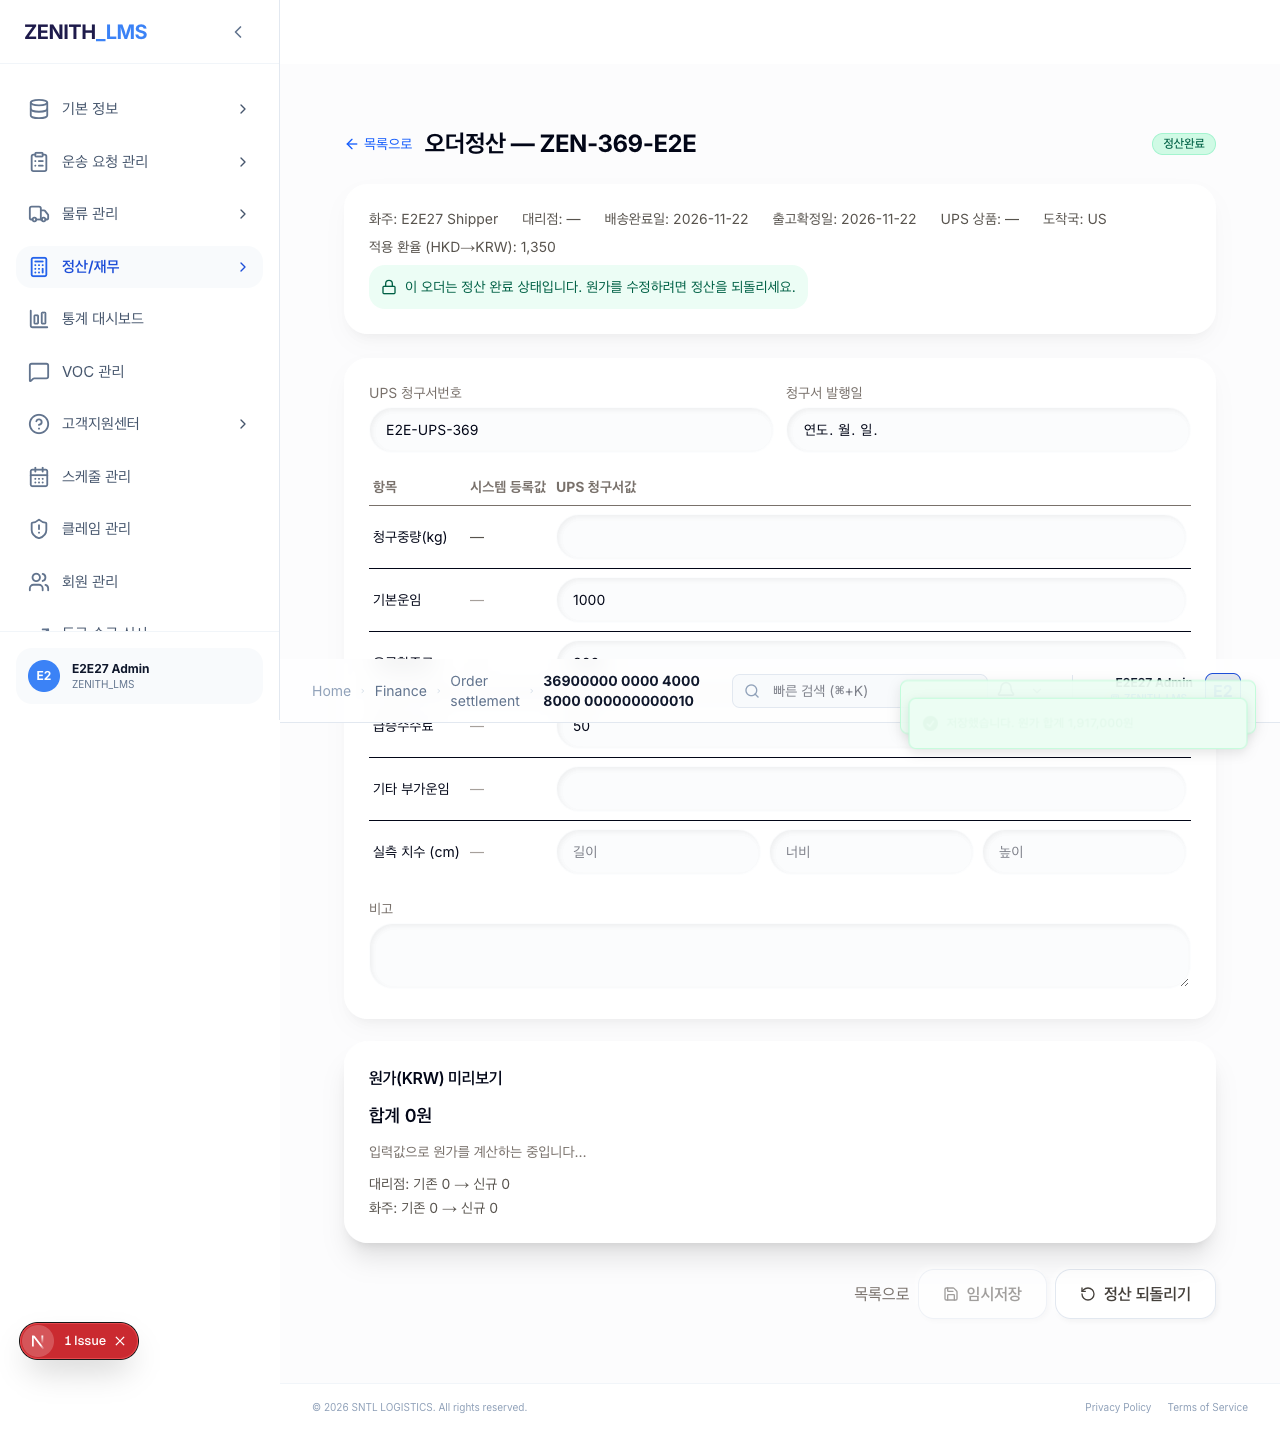 ZENITH_LMS
기본 정보
운송 요청 관리
물류 관리
정산/재무
통계 대시보드
VOC 관리
고객지원센터
스케줄 관리
클레임 관리
회원 관리
E2
E2E27 Admin
ZENITH_LMS
목록으로
오더정산 — ZEN-369-E2E
정산완료
화주: E2E27 Shipper 대리점: — 배송완료일: 2026-11-22 출고확정일: 2026-11-22 UPS 상품: — 도착국: US
적용 환율 (HKD→KRW): 1,350
이 오더는 정산 완료 상태입니다. 원가를 수정하려면 정산을 되돌리세요.
UPS 청구서번호
E2E-UPS-369
청구서 발행일
연도. 월. 일.
항목 시스템 등록값 UPS 청구서값
청구중량(kg) —
기본운임 — 1000
Home
Finance
Order settlement
36900000 0000 4000
8000 000000000010
빠른 검색 (⌘+K)
E2E27 Admin
E2
급증수수료 — 50
기타 부가운임 —
실측 치수 (cm) — 길이 너비 높이
비고
원가(KRW) 미리보기
합계 0원
입력값으로 원가를 계산하는 중입니다...
대리점: 기존 0 → 신규 0
화주: 기존 0 → 신규 0
목록으로
임시저장
정산 되돌리기
N
1 Issue
© 2026 SNTL LOGISTICS. All rights reserved.
Privacy Policy
Terms of Service